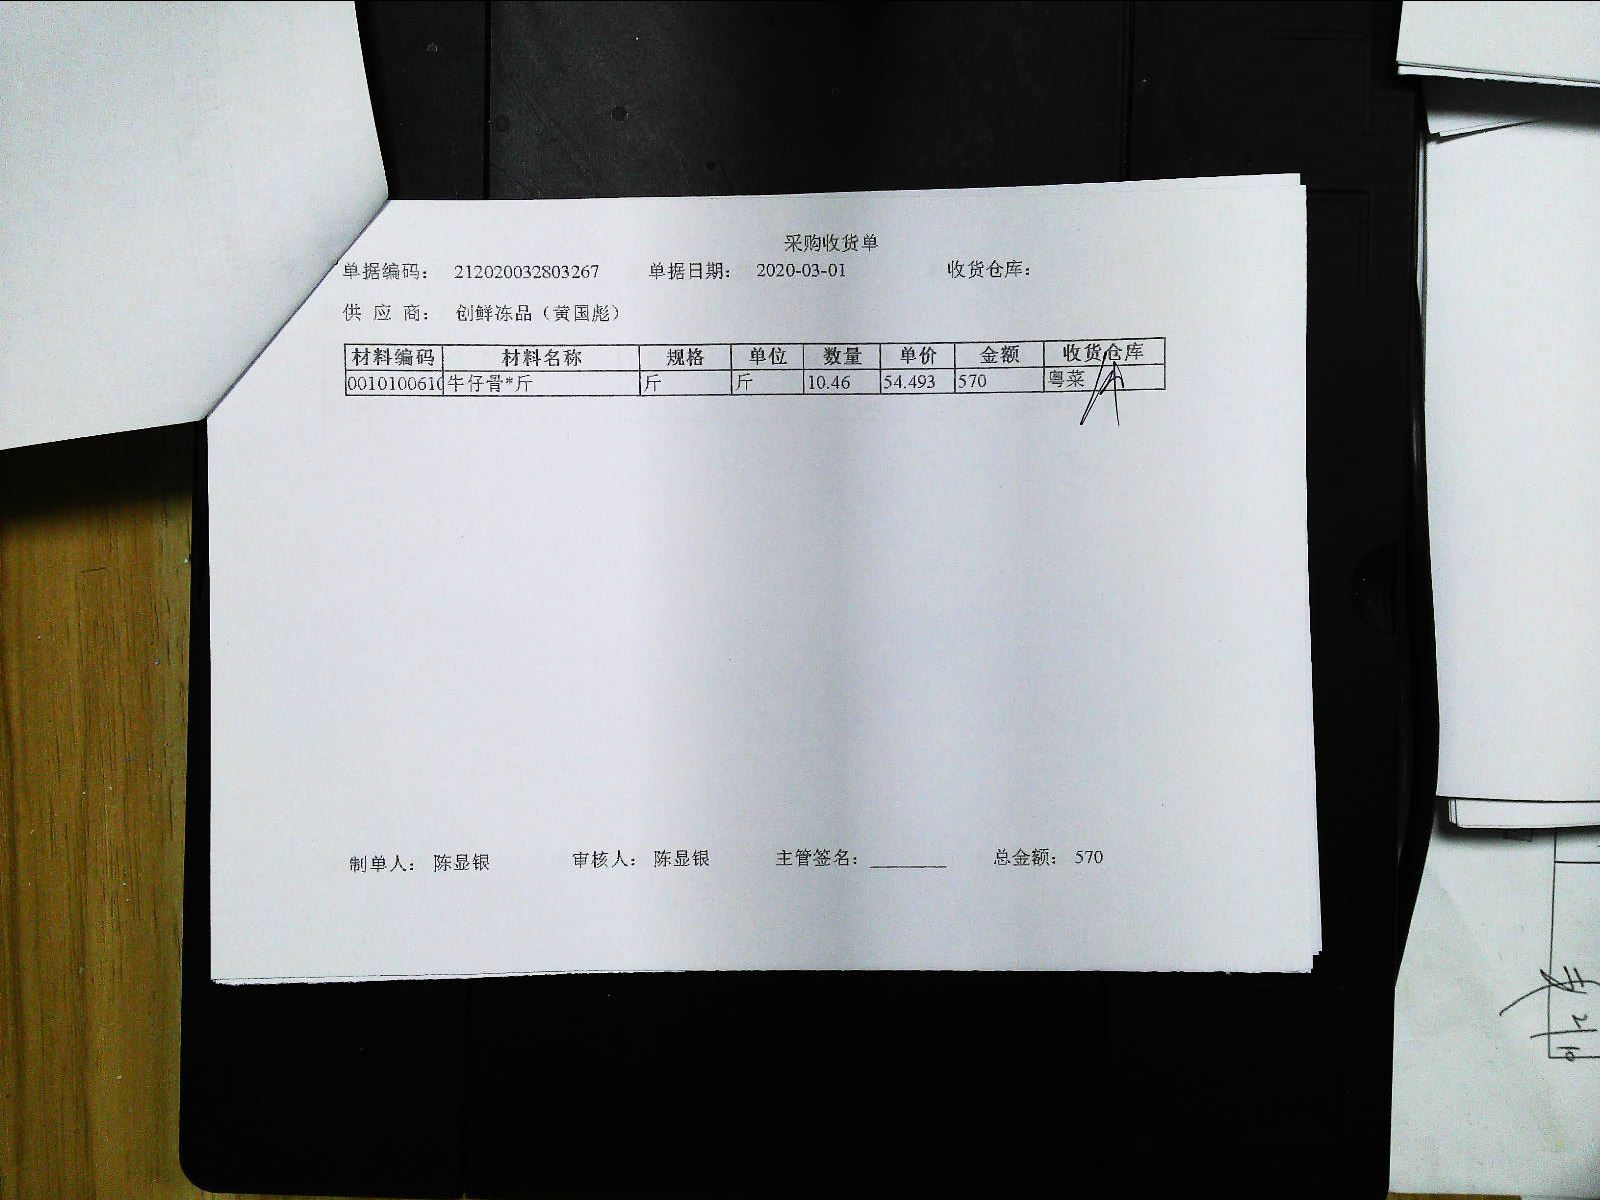 采购收货单
单据编码： 212020032803267 单据日期： 2020-03-01 收货仓库：
供 应 商： 创鲜冻品（黄国彪）
材料编码 材料名称 规格 单位 数量 单价 金额 收货仓库
0010100610 牛仔骨*斤 斤 斤 10.46 54.493 570 粤菜
制单人： 陈显银 审核人： 陈显银 主管签名： 总金额： 570